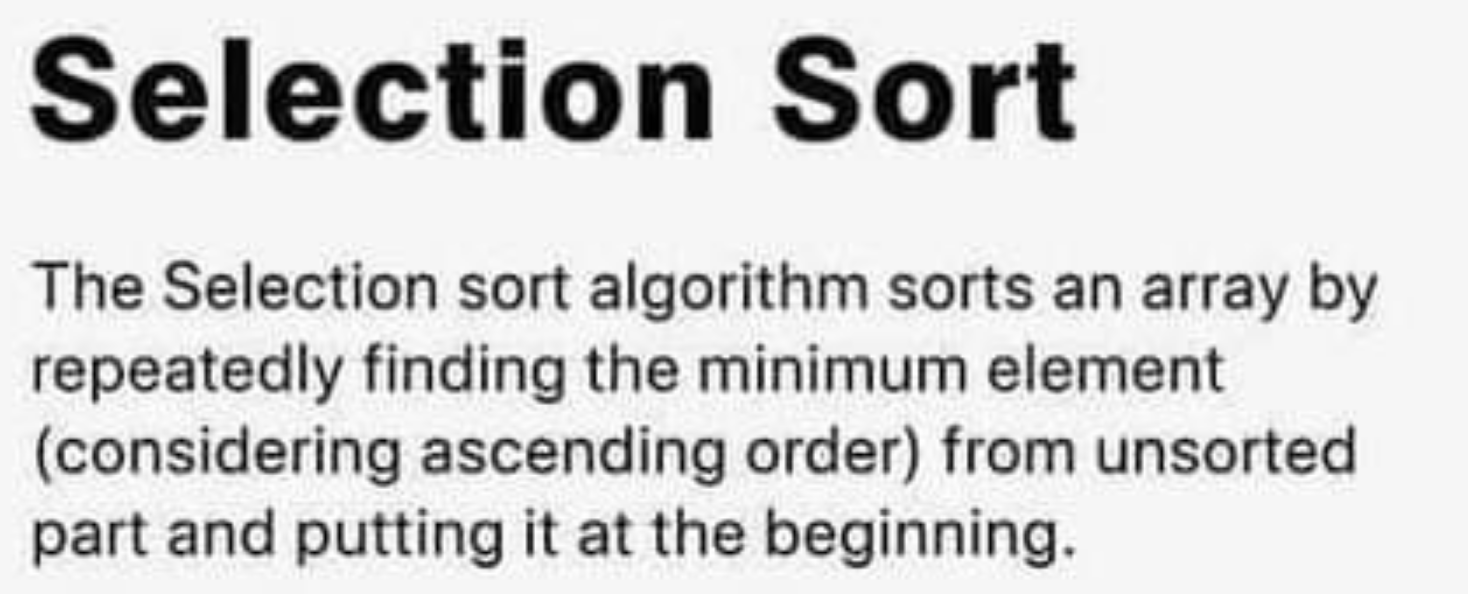 Selection Sort
The Selection sort algorithm sorts an array by
repeatedly finding the minimum element
(considering ascending order) from unsorted
part and putting it at the beginning.